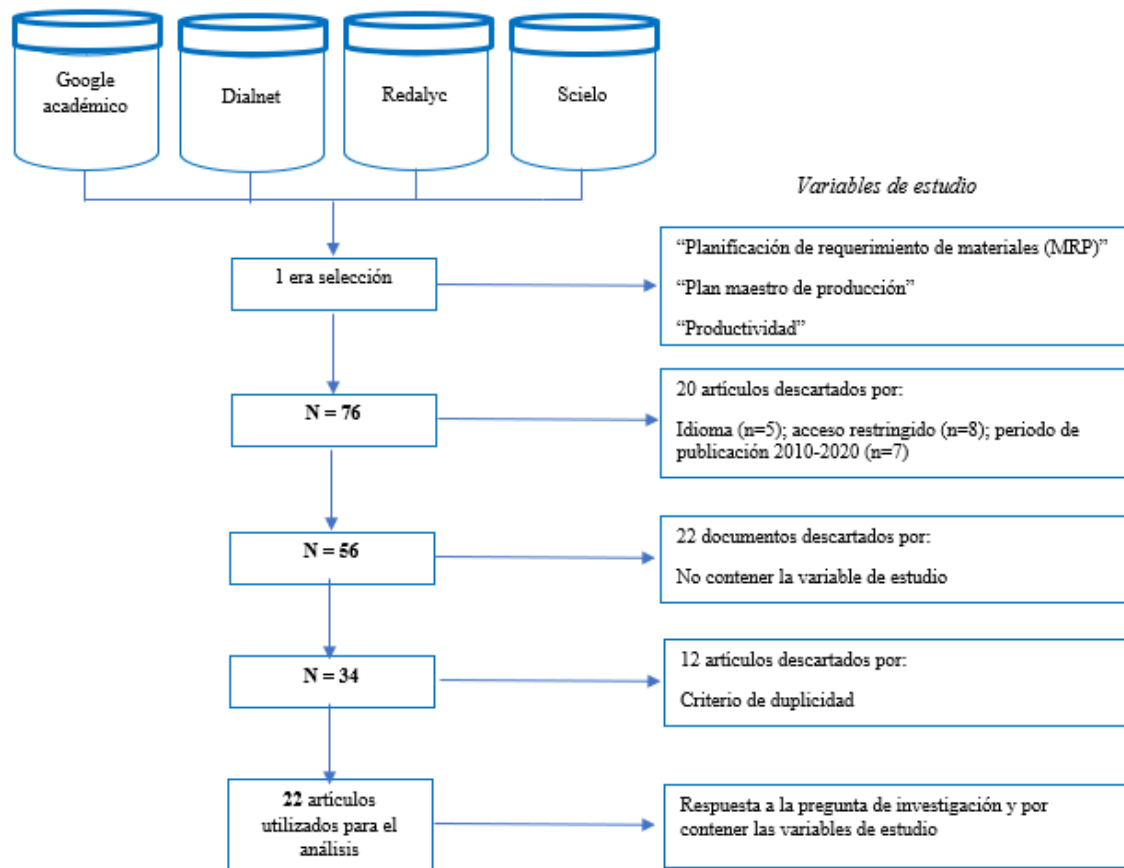 Google
académico
Dialnet
Redalyc
Scielo
Variables de estudio
1 era selección
“Planificación de requerimiento de materiales (MRP)”
“Plan maestro de producción”
“Productividad”
N = 76
20 artículos descartados por:
Idioma (n=5); acceso restringido (n=8); periodo de
publicación 2010-2020 (n=7)
N = 56
22 documentos descartados por:
No contener la variable de estudio
N = 34
12 artículos descartados por:
Criterio de duplicidad
22 artículos
utilizados para el
análisis
Respuesta a la pregunta de investigación y por
contener las variables de estudio